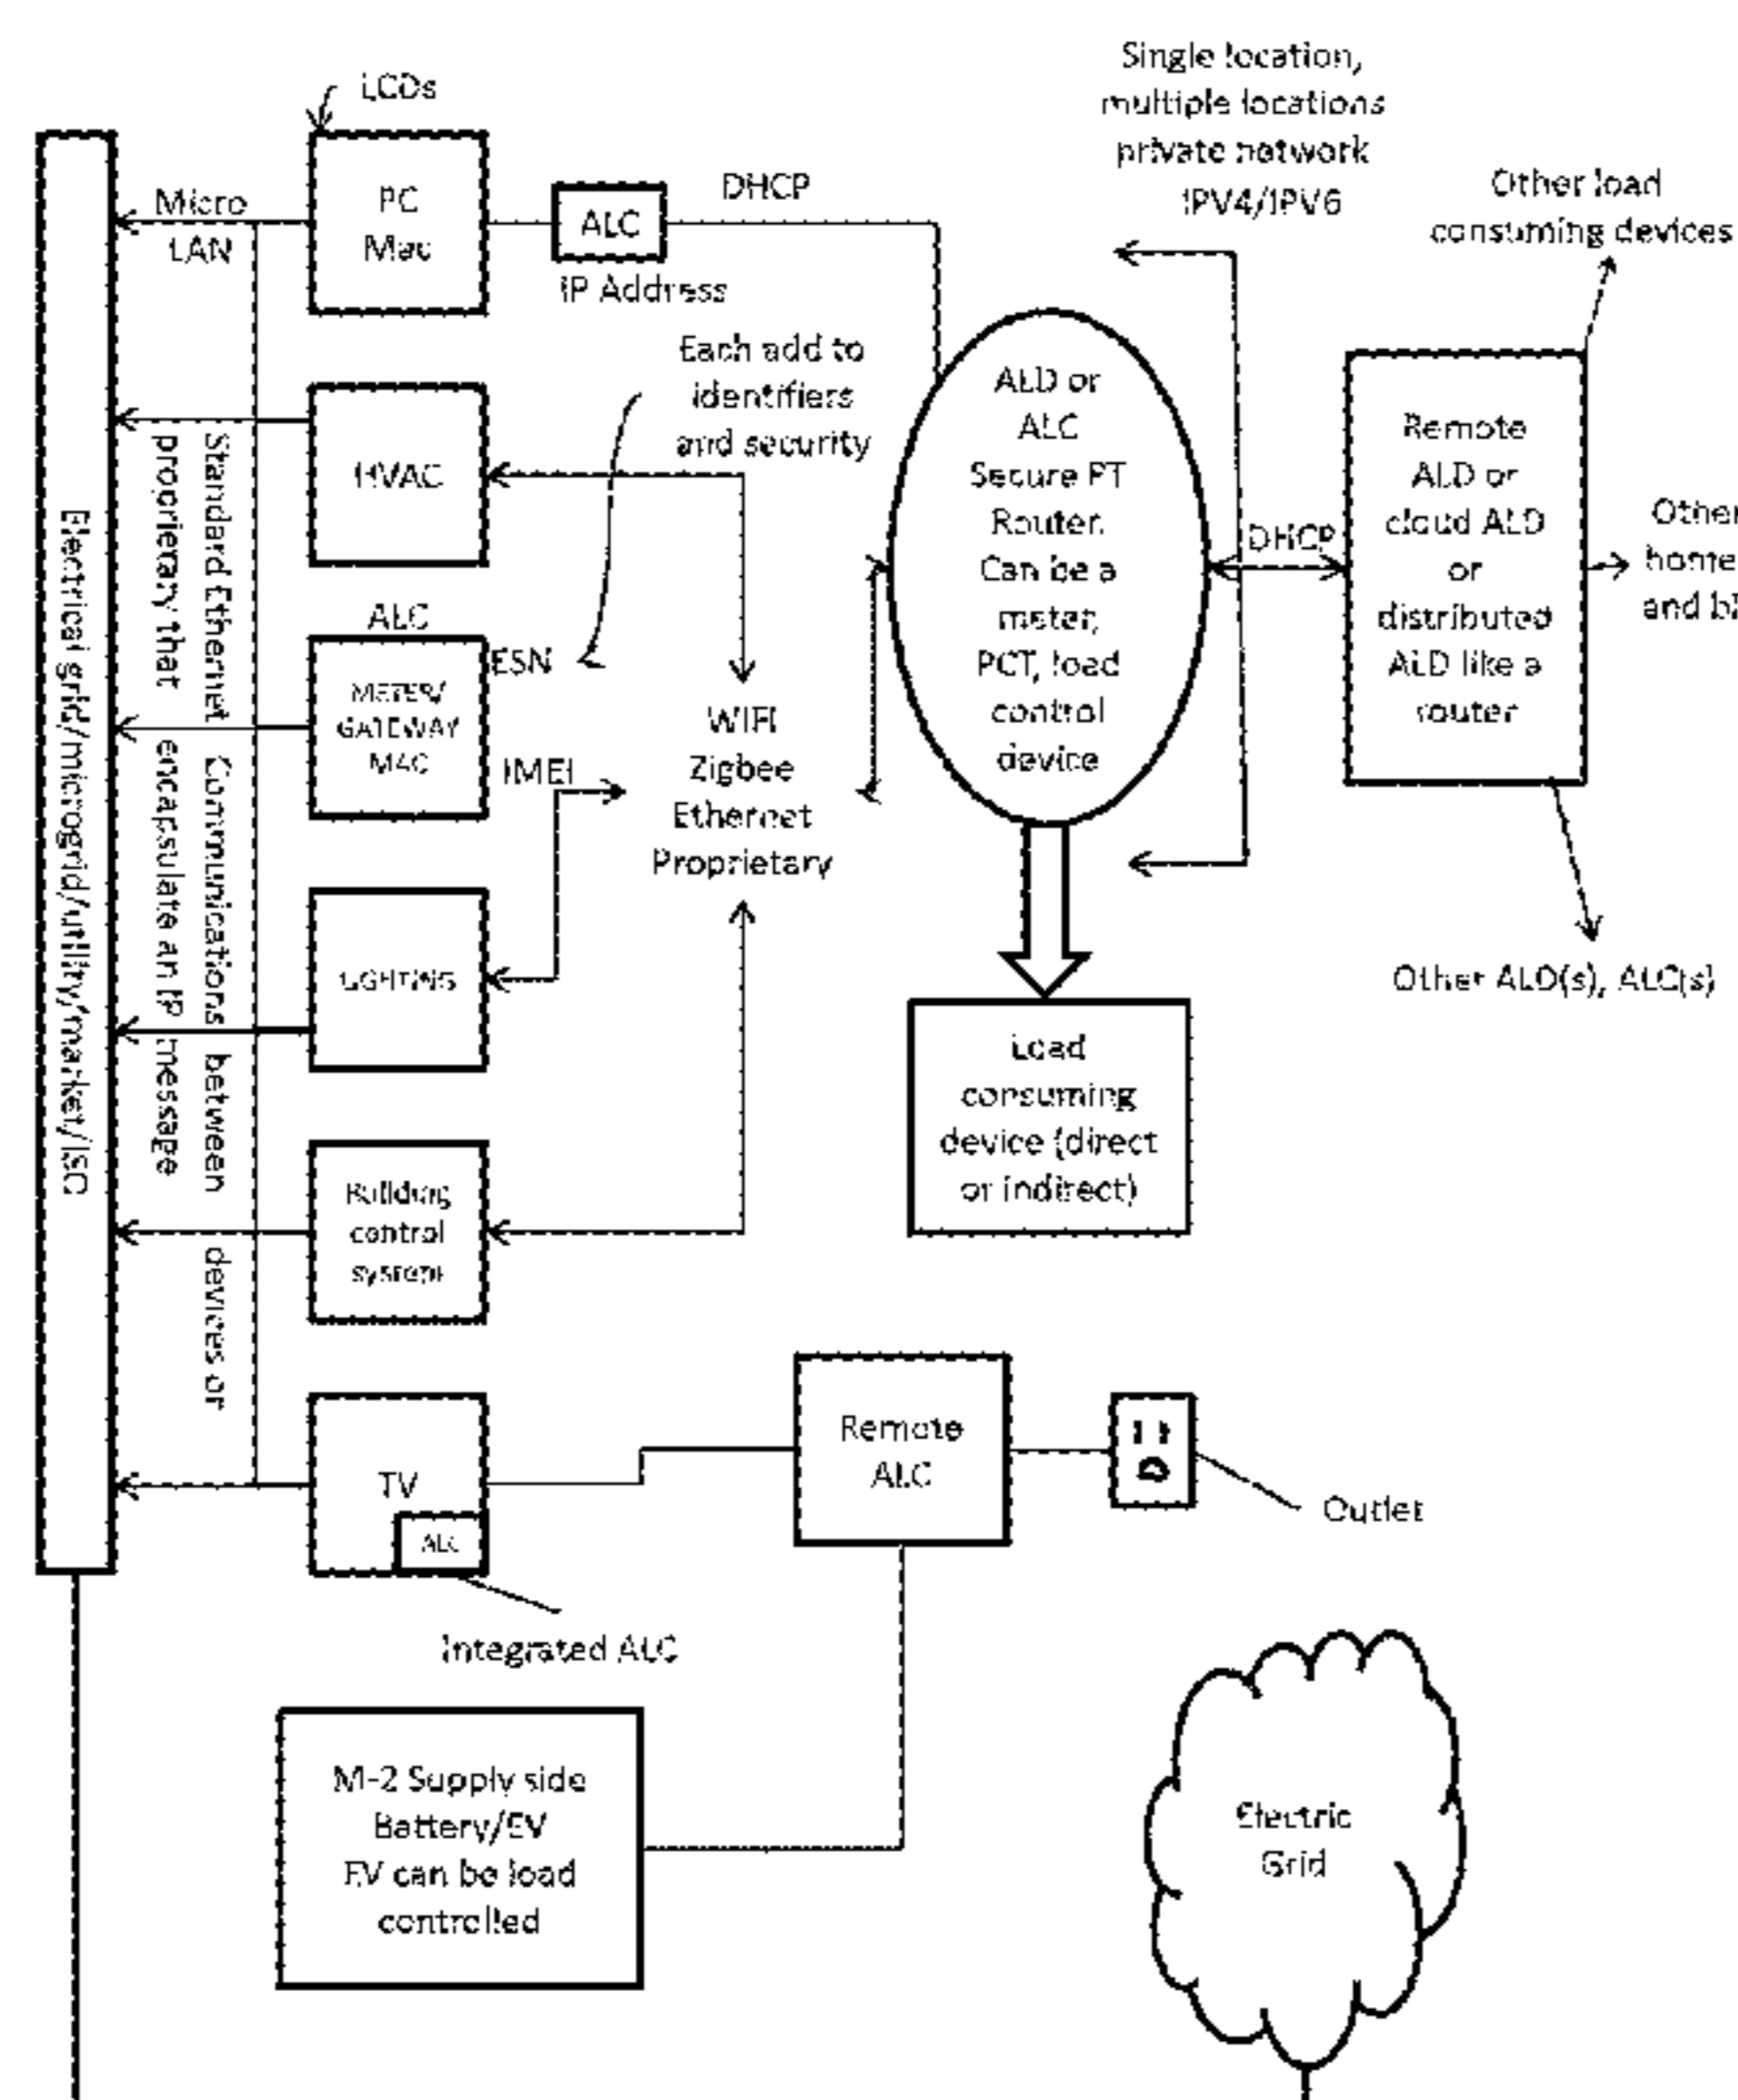 LCDs
Single location,
multiple locations
private network
IPV4/IPV6
Other load
consuming devices
Micro
LAN
PC
Mac
ALC
DHCP
IP Address
Each add to
identifiers
and security
HVAC
ALC
METER/
GATEWAY
MAC
ESN
IMEI
LIGHTING
Building
control
system
WIFI
Zigbee
Ethernet
Proprietary
ALD or
ALC
Secure PT
Router.
Can be a
meter,
PCT, load
control
device
DHCP
Remote
ALD or
cloud ALD
or
distributed
ALD like a
router
Other
home
and
Other ALD(s), ALC(s)
Load
consuming
device (direct
or indirect)
Electrical grid/microgrid/utility/market/ISO
Standard Ethernet Communications between devices or
proprierary that encapsulate an IP message
TV
ALC
Integrated ALC
Remote
ALC
Outlet
M-2 Supply side
Battery/EV
EV can be load
controlled
Electric
Grid